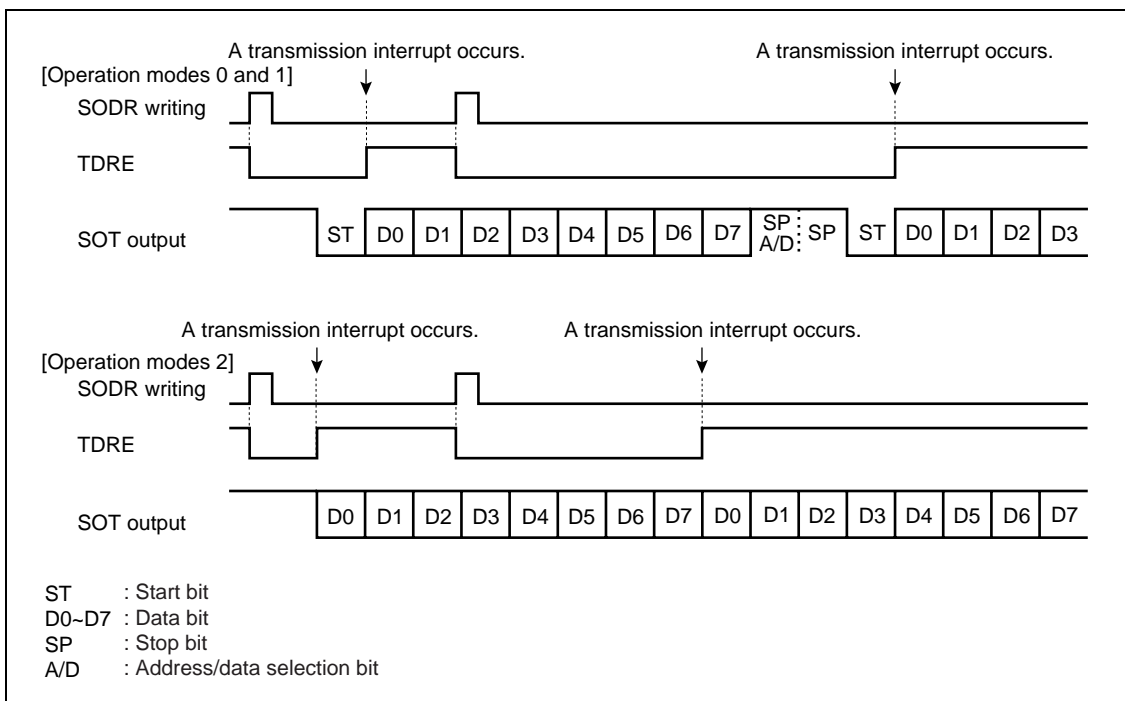 A transmission interrupt occurs. A transmission interrupt occurs.
[Operation modes 0 and 1]
SODR writing
TDRE
SOT output ST D0 D1 D2 D3 D4 D5 D6 D7 SP A/D SP ST D0 D1 D2 D3
A transmission interrupt occurs. A transmission interrupt occurs.
[Operation modes 2]
SODR writing
TDRE
SOT output D0 D1 D2 D3 D4 D5 D6 D7 D0 D1 D2 D3 D4 D5 D6 D7
ST : Start bit
D0~D7 : Data bit
SP : Stop bit
A/D : Address/data selection bit